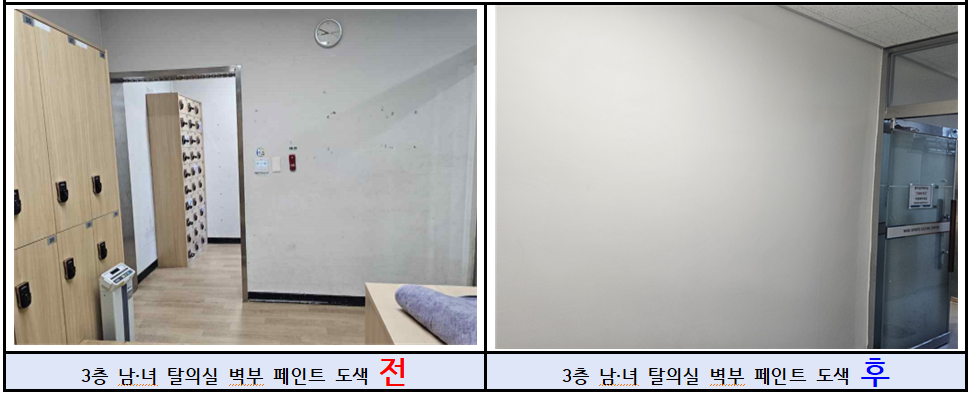 3층 남·녀 탈의실 벽부 페인트 도색 전
3층 남·녀 탈의실 벽부 페인트 도색 후